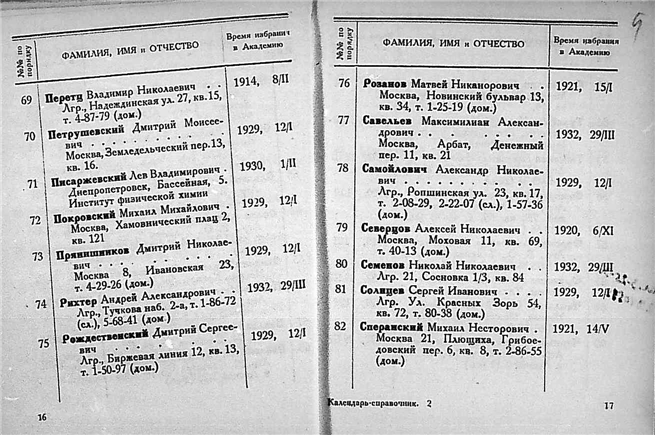 №№ по порядку
ФАМИЛИЯ, ИМЯ и ОТЧЕСТВО
Время избрания в Академию
69 Перетц Владимир Николаевич . . 1914, 8/II
Лгр., Надеждинская ул. 27, кв. 15,
т. 4-87-79 (дом.)
70 Петрушевский Дмитрий Моисее-
вич . . . . . . . . . . . 1929, 12/I
Москва, Земледельческий пер. 13,
кв. 16.
71 Писаржевский Лев Владимирович . 1930, 1/II
Днепропетровск, Бассейная, 5.
Институт физической химии
72 Покровский Михаил Михайлович . 1929, 12/I
Москва, Хамовнический плац 2,
кв. 121
73 Прянишников Дмитрий Николае-
вич . . . . . . . . . . . 1929, 12/I
Москва 8, Ивановская 23,
т. 4-29-26 (дом.)
74 Рихтер Андрей Александрович . . 1932, 29/III
Лгр., Тучкова наб. 2-а, т. 1-86-72
(сл.), 5-68-41 (дом.)
75 Рождественский Дмитрий Сергее-
вич . . . . . . . . . . . 1929, 12/I
Лгр., Биржевая линия 12, кв. 13,
т. 1-50-97 (дом.)
16
5
№№ по порядку
ФАМИЛИЯ, ИМЯ и ОТЧЕСТВО
Время избрания в Академию
76 Розанов Матвей Никанорович . . 1921, 15/I
Москва, Новинский бульвар 13,
кв. 34, т. 1-25-19 (дом.)
77 Савельев Максимилиан Алексан-
дрович . . . . . . . . . . 1932, 29/III
Москва, Арбат, Денежный
пер. 11, кв. 21
78 Самойлович Александр Николае-
вич . . . . . . . . . . . 1929, 12/I
Лгр., Ропшинская ул. 23, кв. 17,
т. 2-08-29, 2-22-07 (сл.), 1-57-36
(дом.)
79 Северцов Алексей Николаевич . . 1920, 6/XI
Москва, Моховая 11, кв. 69,
т. 40-13 (дом.)
80 Семенов Николай Николаевич . . 1932, 29/III
Лгр. 21, Сосновка 1/3, кв. 84
81 Солнцев Сергей Иванович . . . . 1929, 12/I
Лгр. Ул. Красных Зорь 54,
кв. 72, т. 80-38 (дом.)
82 Сперанский Михаил Несторович . 1921, 14/V
Москва 21, Плющиха, Грибое-
довский пер. 6, кв. 8, т. 2-86-55
(дом.)
Календарь-справочник. 2
17